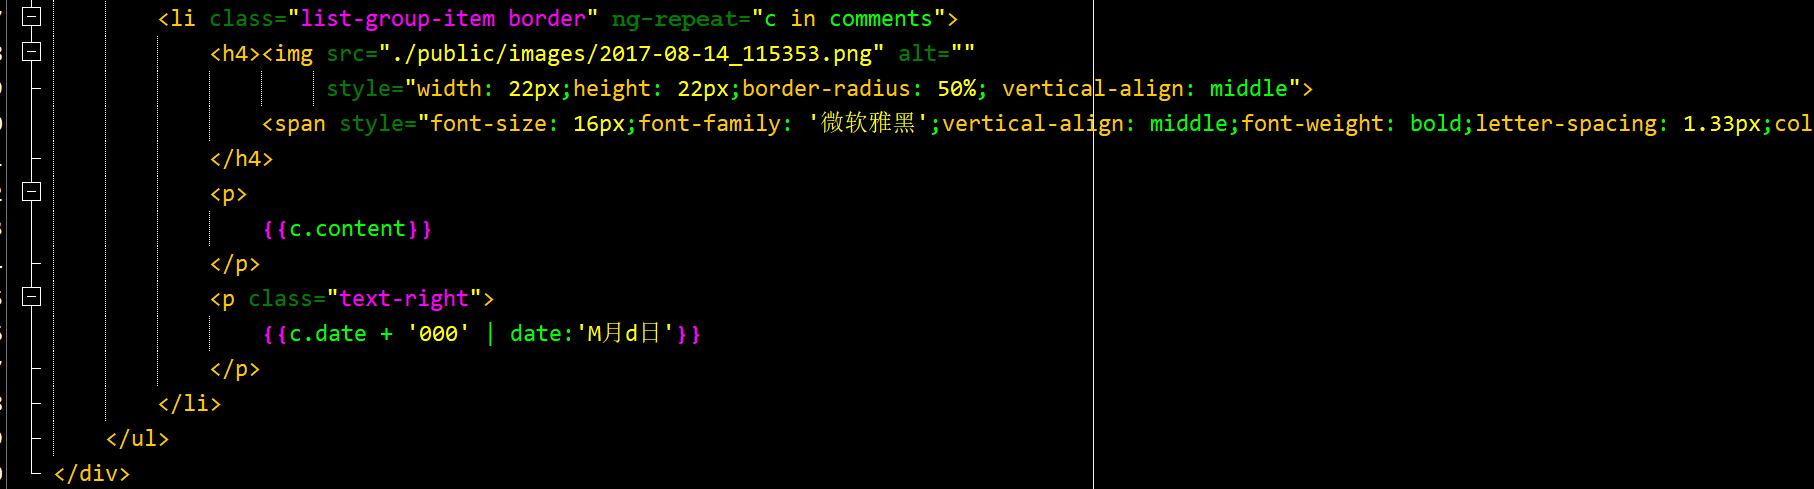 <li class="list-group-item border" ng-repeat="c in comments">
<h4><img src="./public/images/2017-08-14_115353.png" alt=""
style="width: 22px;height: 22px;border-radius: 50%; vertical-align: middle">
<span style="font-size: 16px;font-family: '微软雅黑';vertical-align: middle;font-weight: bold;letter-spacing: 1.33px;col
</h4>
<p>
{{c.content}}
</p>
<p class="text-right">
{{c.date + '000' | date:'M月d日'}}
</p>
</li>
</ul>
</div>